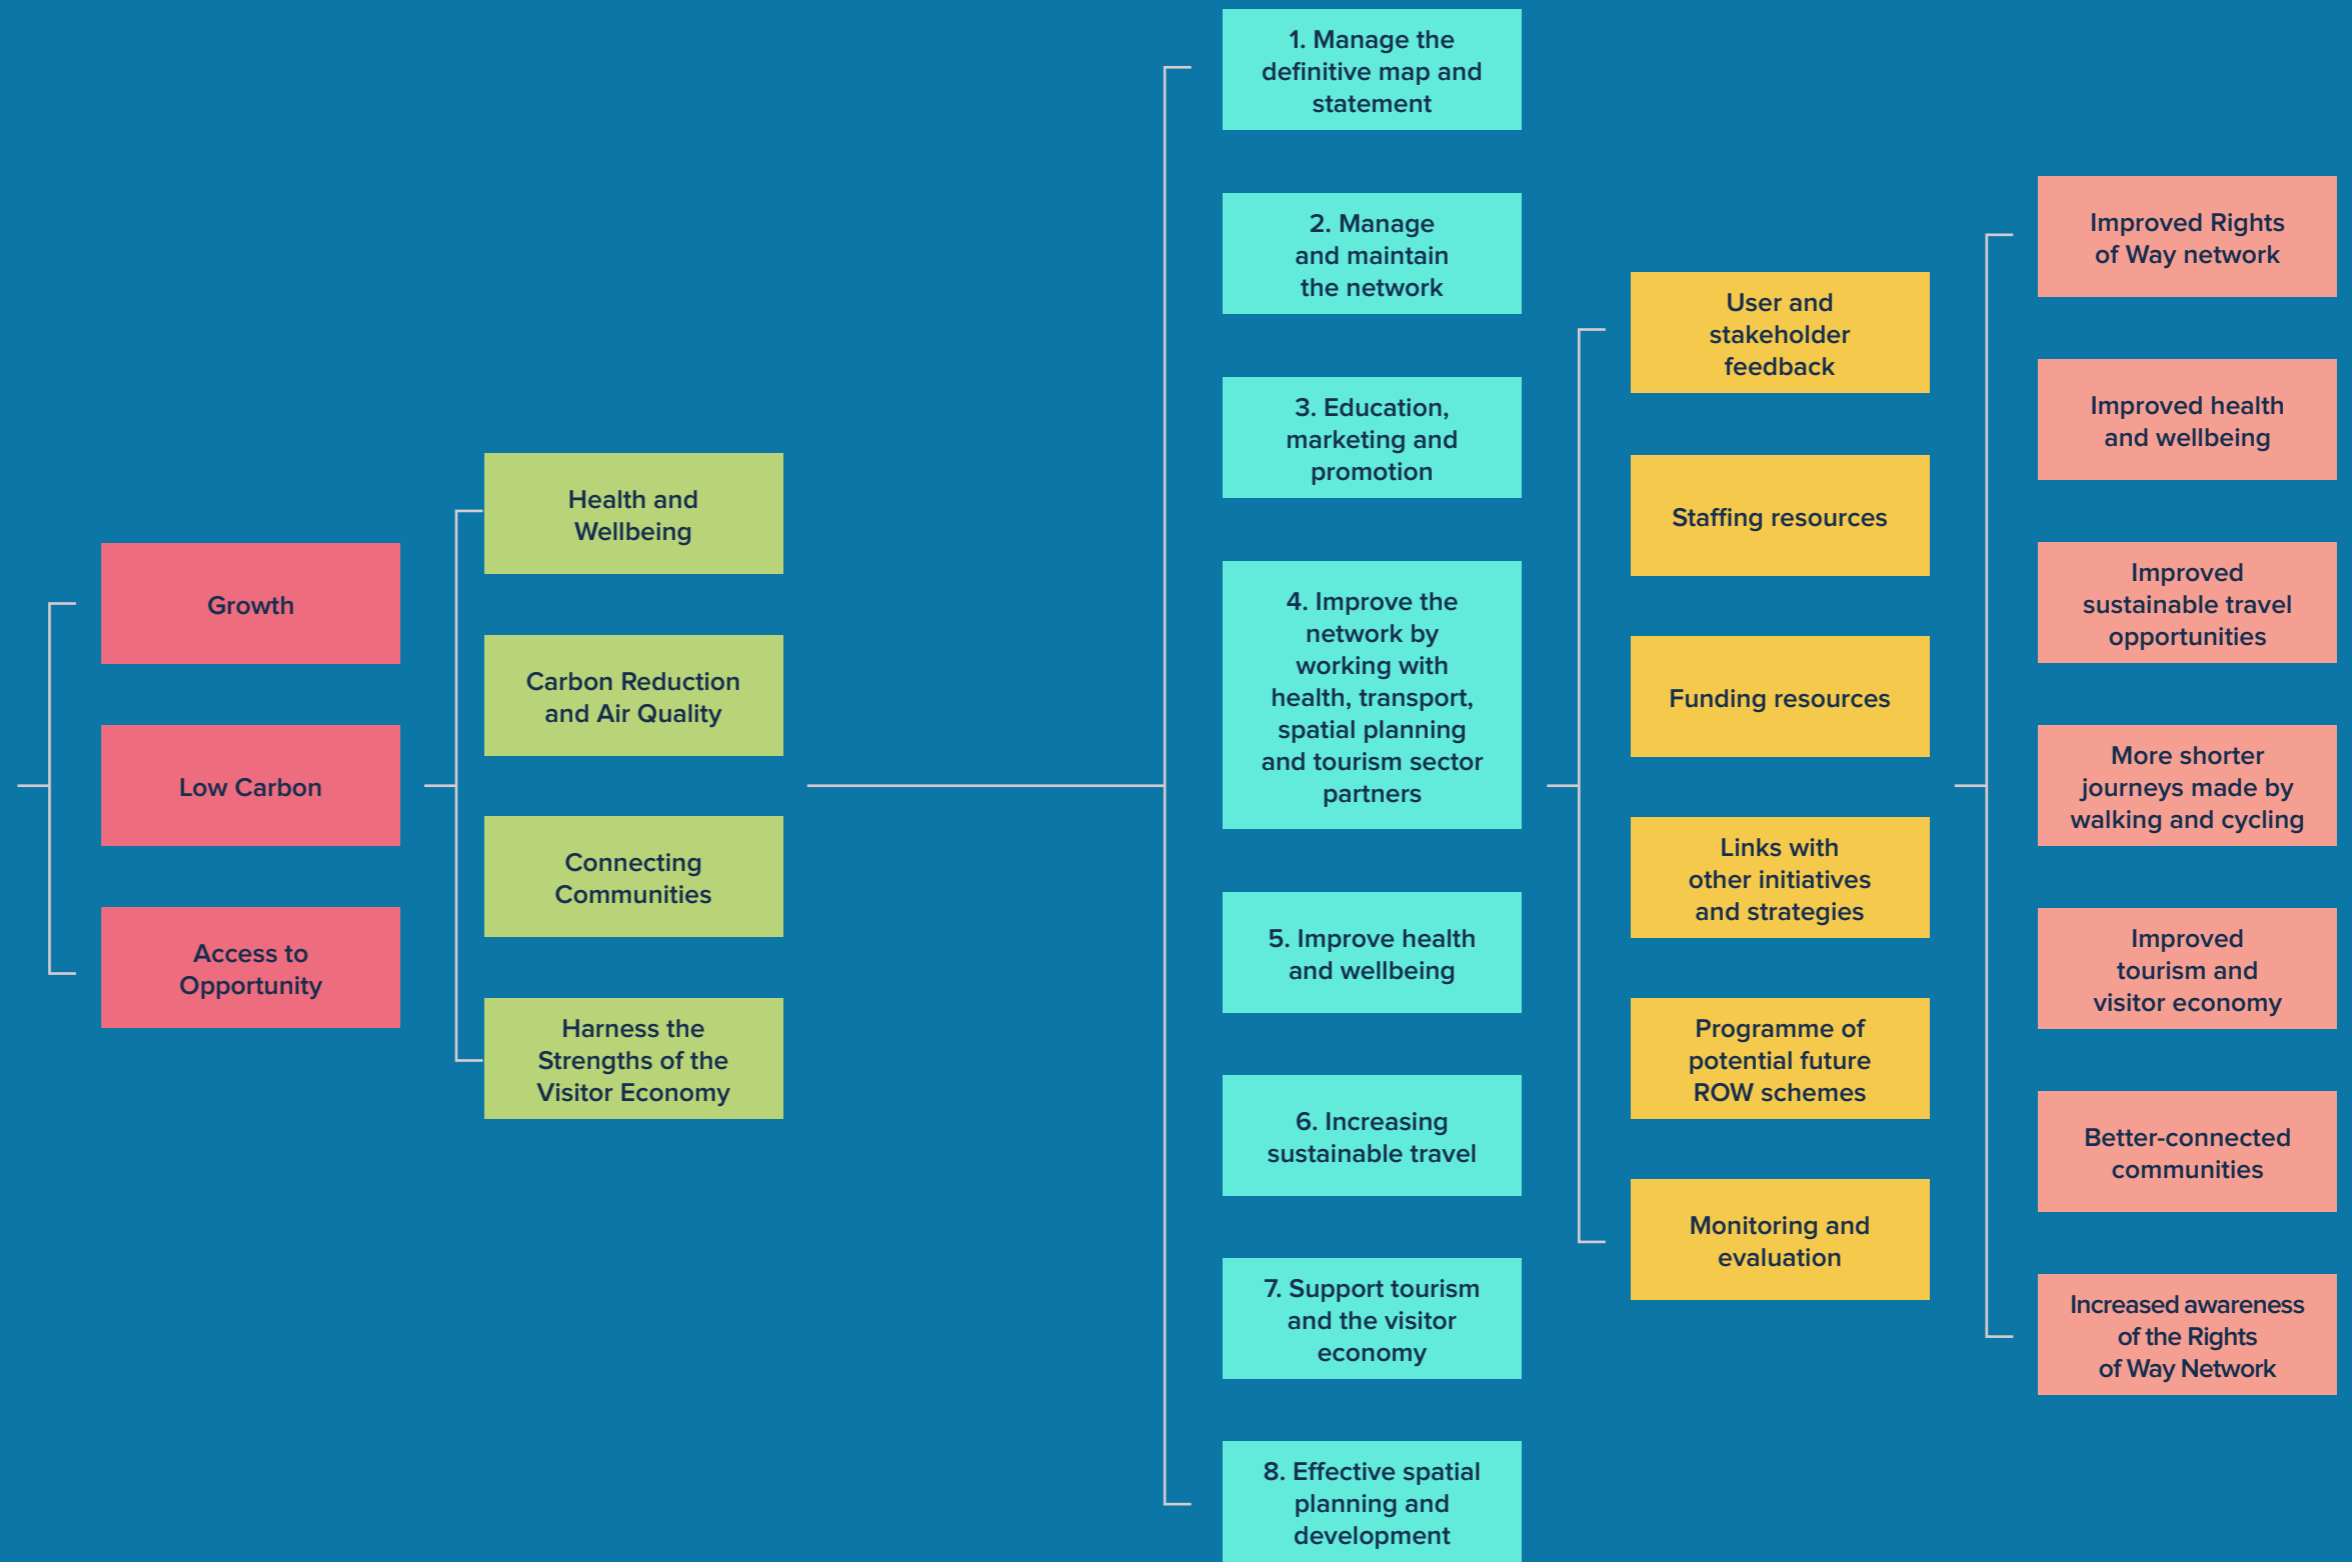 Growth
Low Carbon
Access to
Opportunity
Health and
Wellbeing
Carbon Reduction
and Air Quality
Connecting
Communities
Harness the
Strengths of the
Visitor Economy
1. Manage the
definitive map and
statement
2. Manage
and maintain
the network
3. Education,
marketing and
promotion
4. Improve the
network by
working with
health, transport,
spatial planning
and tourism sector
partners
5. Improve health
and wellbeing
6. Increasing
sustainable travel
7. Support tourism
and the visitor
economy
8. Effective spatial
planning and
development
User and
stakeholder
feedback
Staffing resources
Funding resources
Links with
other initiatives
and strategies
Programme of
potential future
ROW schemes
Monitoring and
evaluation
Improved Rights
of Way network
Improved health
and wellbeing
Improved
sustainable travel
opportunities
More shorter
journeys made by
walking and cycling
Improved
tourism and
visitor economy
Better-connected
communities
Increased awareness
of the Rights
of Way Network